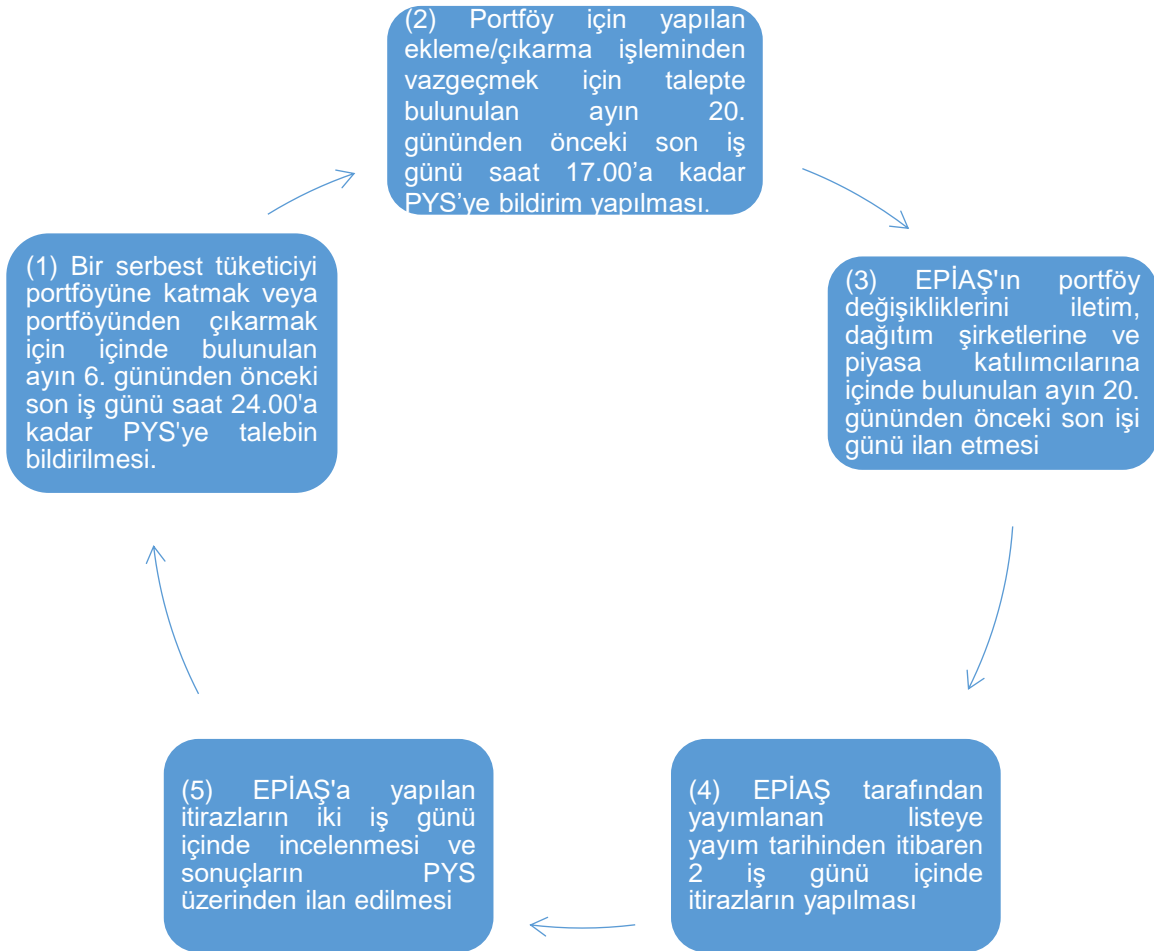 (2) Portföy için yapılan
ekleme/çıkarma işleminden
vazgeçmek için talepte
bulunulan ayın 20.
gününden önceki son iş
günü saat 17.00’a kadar
PYS’ye bildirim yapılması.
(1) Bir serbest tüketiciyi
portföyüne katmak veya
portföyünden çıkarmak
için içinde bulunulan
ayın 6. gününden önceki
son iş günü saat 24.00'a
kadar PYS'ye talebin
bildirilmesi.
(3) EPİAŞ'ın portföy
değişikliklerini iletim,
dağıtım şirketlerine ve
piyasa katılımcılarına
içinde bulunulan ayın 20.
gününden önceki son işi
günü ilan etmesi
(5) EPİAŞ'a yapılan
itirazların iki iş günü
içinde incelenmesi ve
sonuçların PYS
üzerinden ilan edilmesi
(4) EPİAŞ tarafından
yayımlanan listeye
yayım tarihinden itibaren
2 iş günü içinde
itirazların yapılması